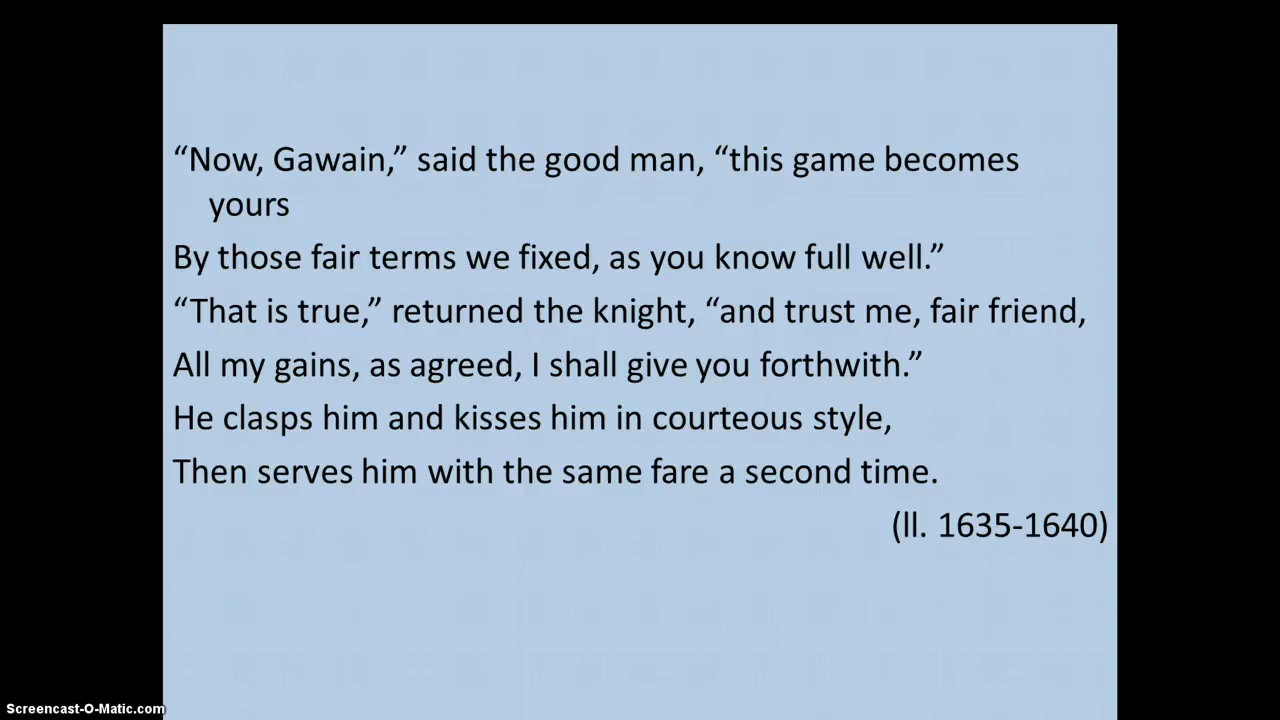 “Now, Gawain,” said the good man, “this game becomes
yours
By those fair terms we fixed, as you know full well.”
“That is true,” returned the knight, “and trust me, fair friend,
All my gains, as agreed, I shall give you forthwith.”
He clasps him and kisses him in courteous style,
Then serves him with the same fare a second time.
(ll. 1635-1640)
Screencast-O-Matic.com